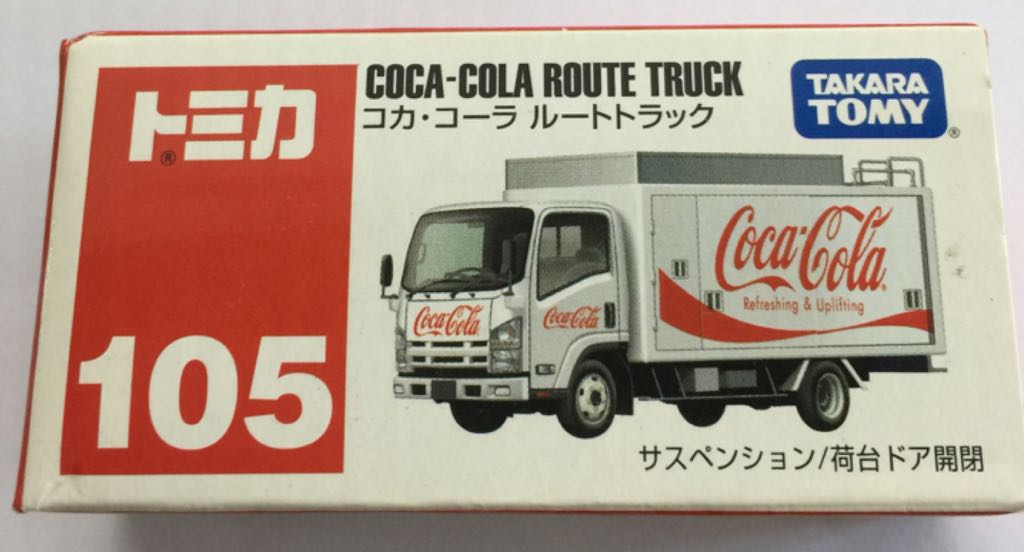 トミカ®
105
COCA-COLA ROUTE TRUCK
コカ・コーラ ルートトラック
TAKARA
TOMY®
Coca-Cola
Coca-Cola
Coca-Cola®
Refreshing & Uplifting
サスペンション/荷台ドア開閉